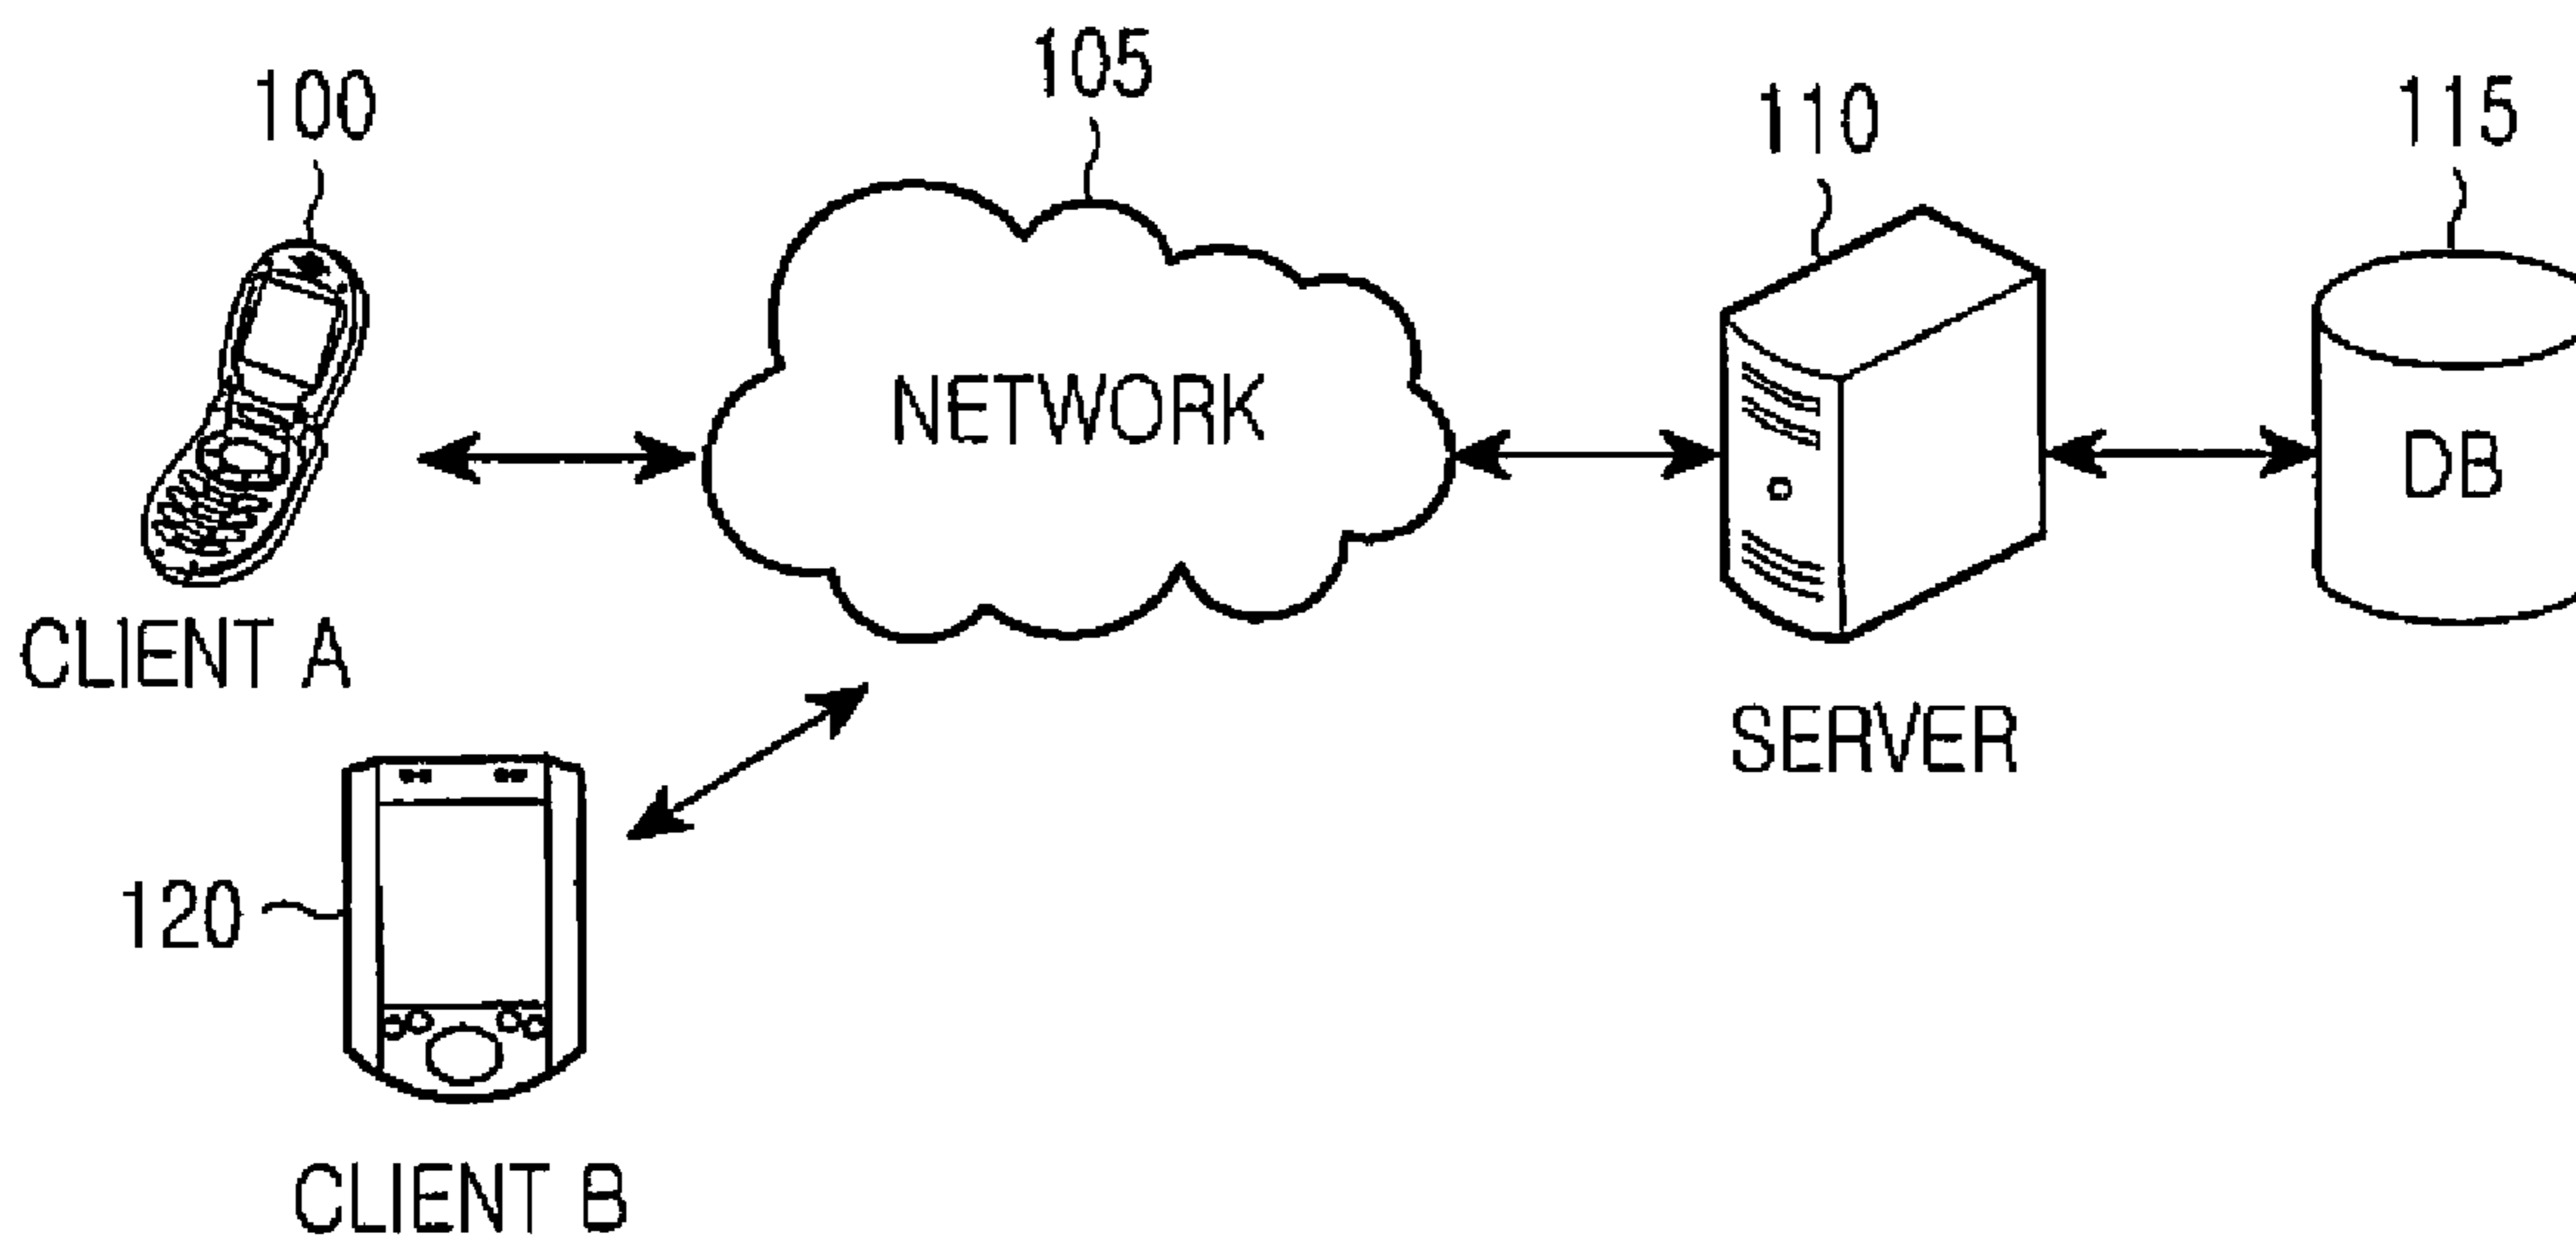 100
105
110
115
NETWORK
DB
CLIENT A
SERVER
120
CLIENT B